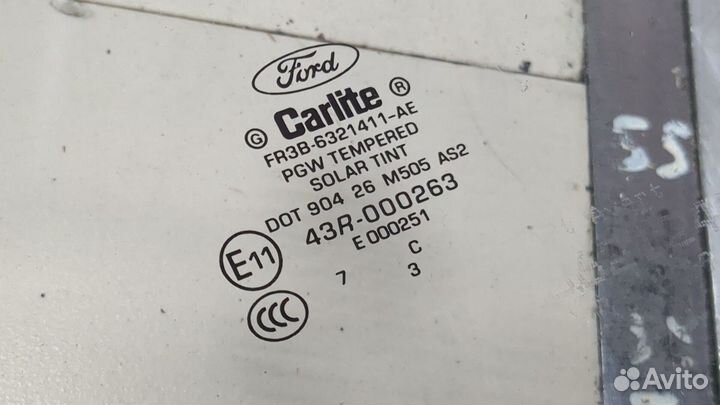 Ford
G Carlite R
FR3B-6321411-AE
PGW TEMPERED
SOLAR TINT
DOT 904 26 M505 AS2
43R-000263
E11 E 000251
7 C
3
CCC
55
Avito